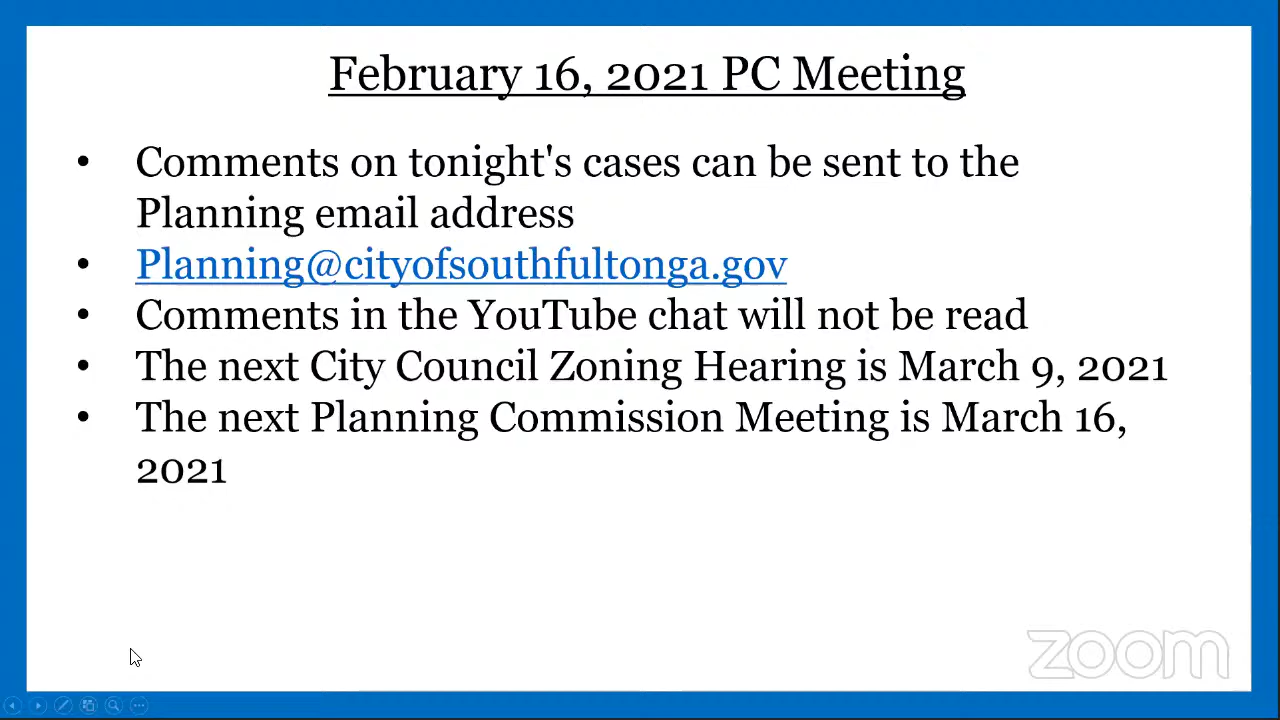 February 16, 2021 PC Meeting
• Comments on tonight's cases can be sent to the
Planning email address
• Planning@cityofsouthfultonga.gov
• Comments in the YouTube chat will not be read
• The next City Council Zoning Hearing is March 9, 2021
• The next Planning Commission Meeting is March 16,
2021
zoom